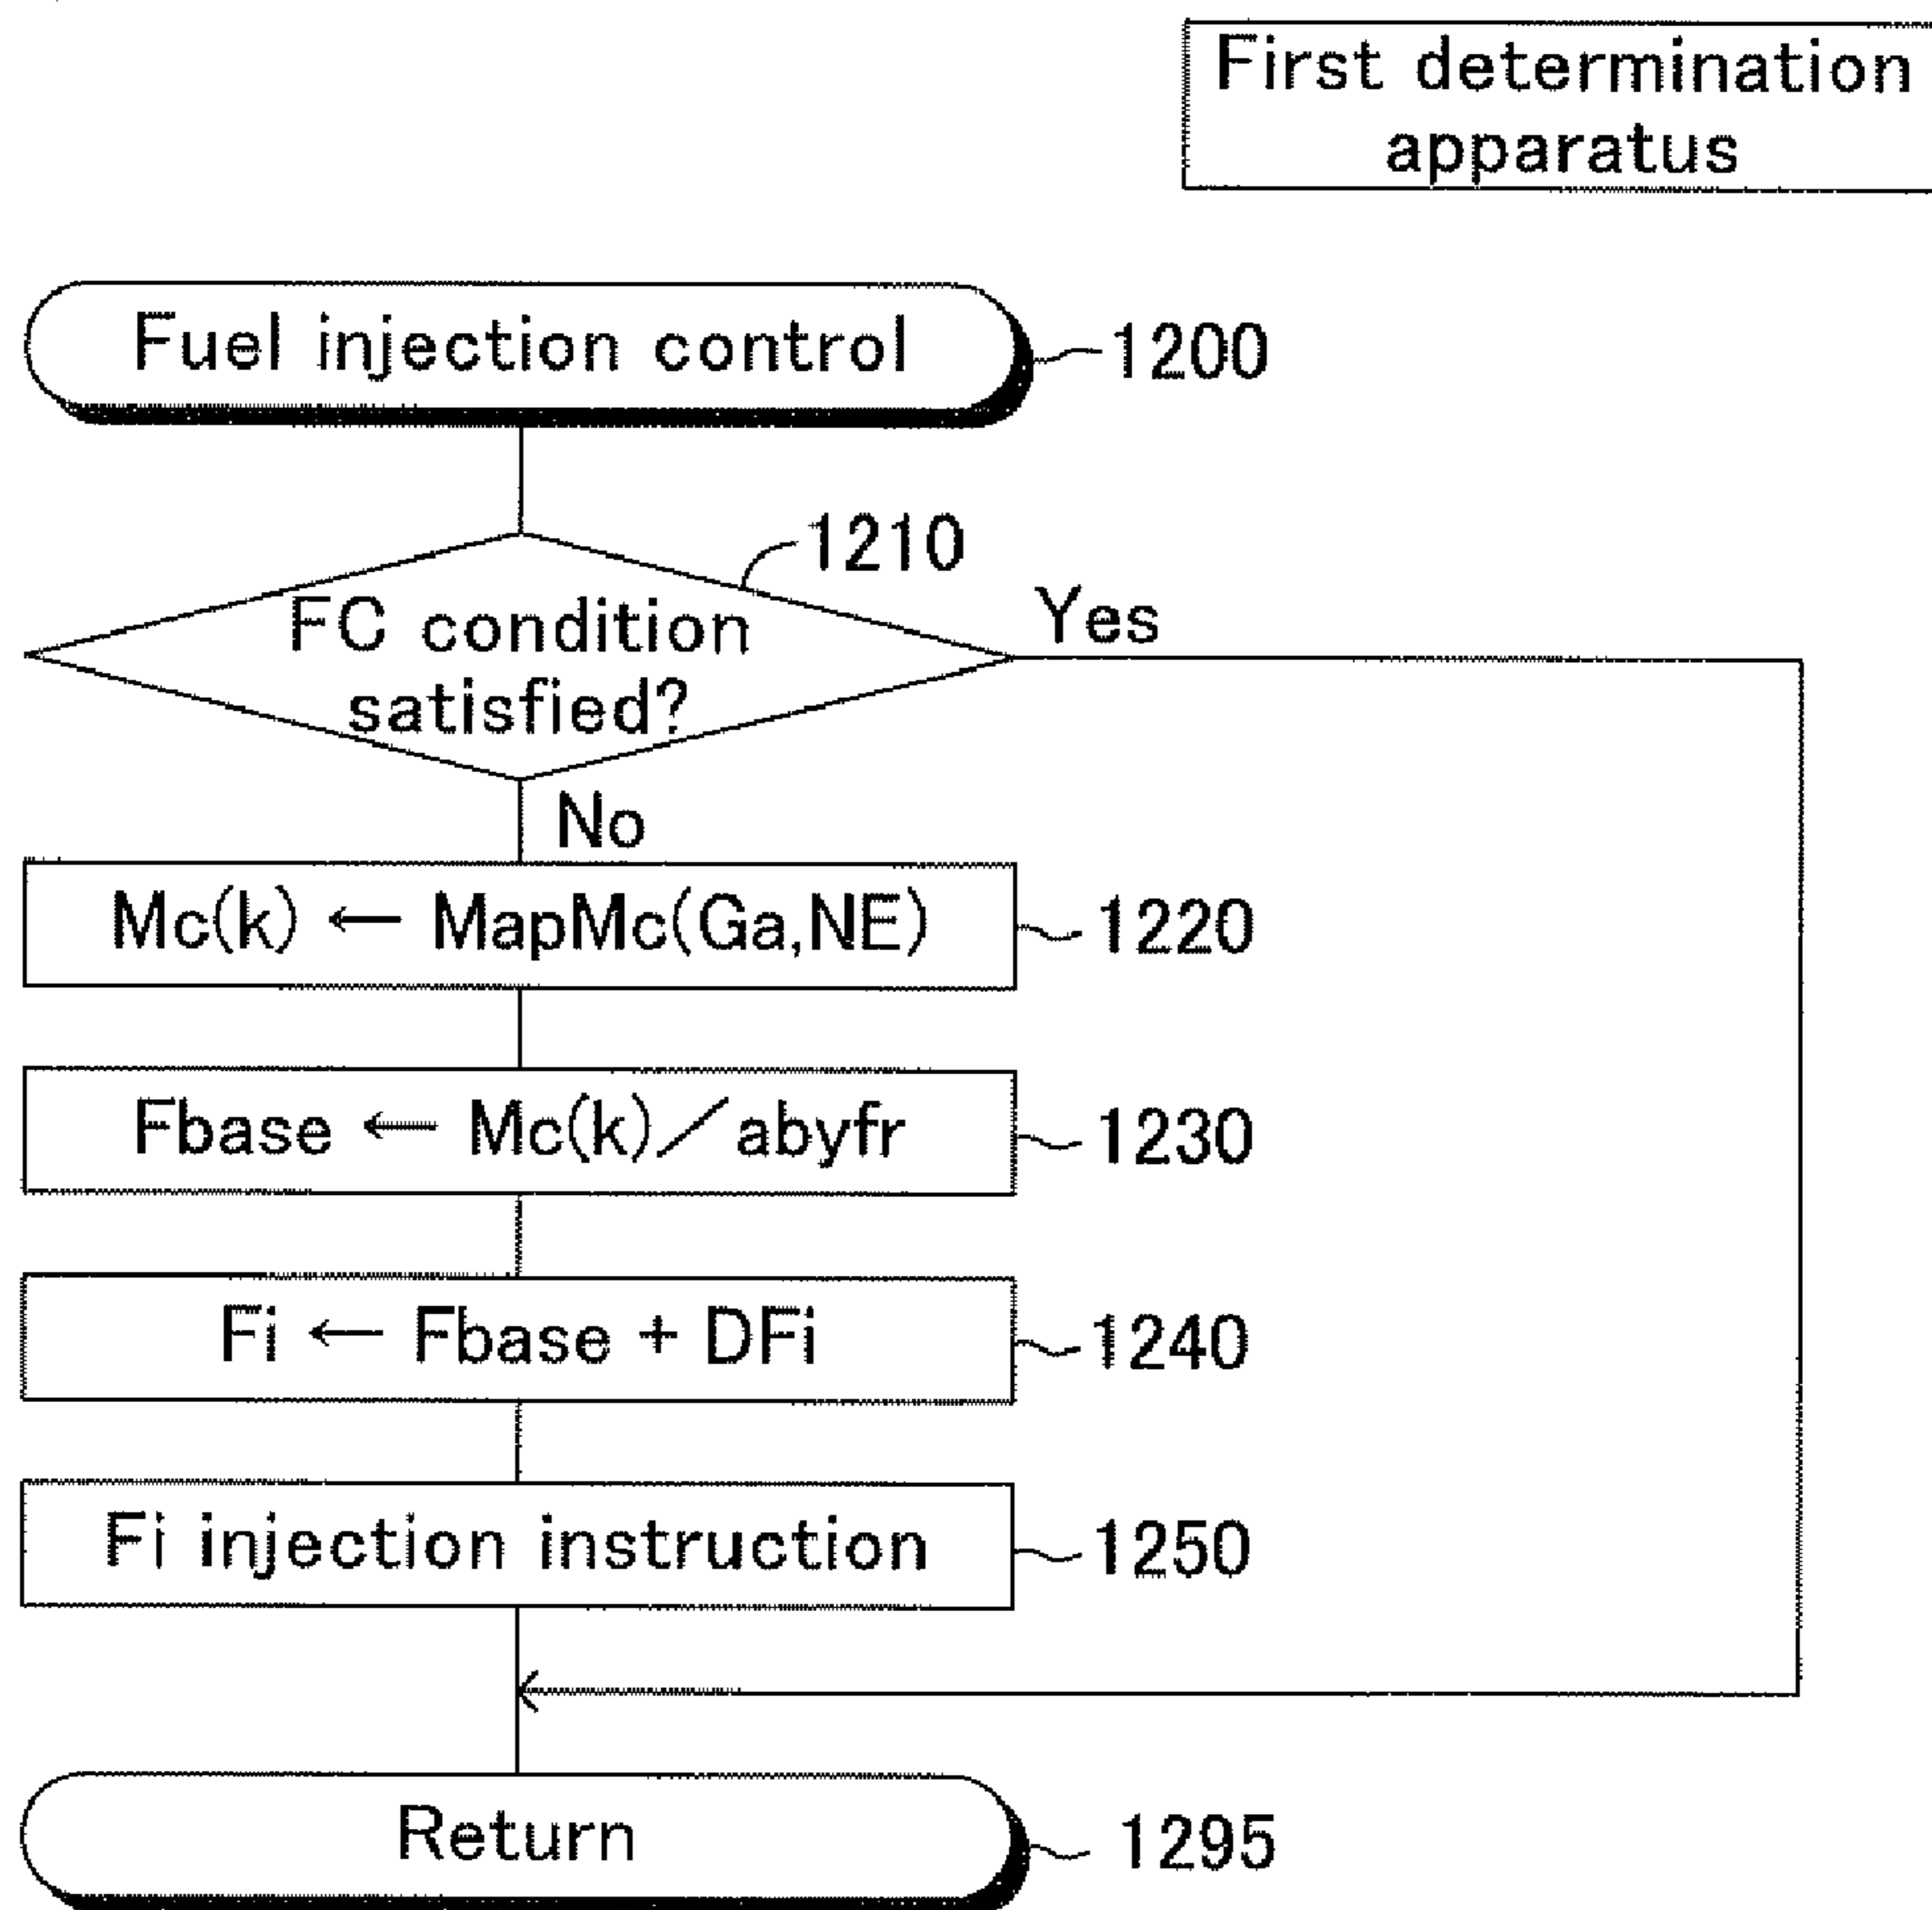 First determination
apparatus
Fuel injection control
1200
1210
FC condition
satisfied?
Yes
No
Mc(k) ← MapMc(Ga,NE)
1220
Fbase ← Mc(k)／abyfr
1230
Fi ← Fbase + DFi
1240
Fi injection instruction
1250
Return
1295